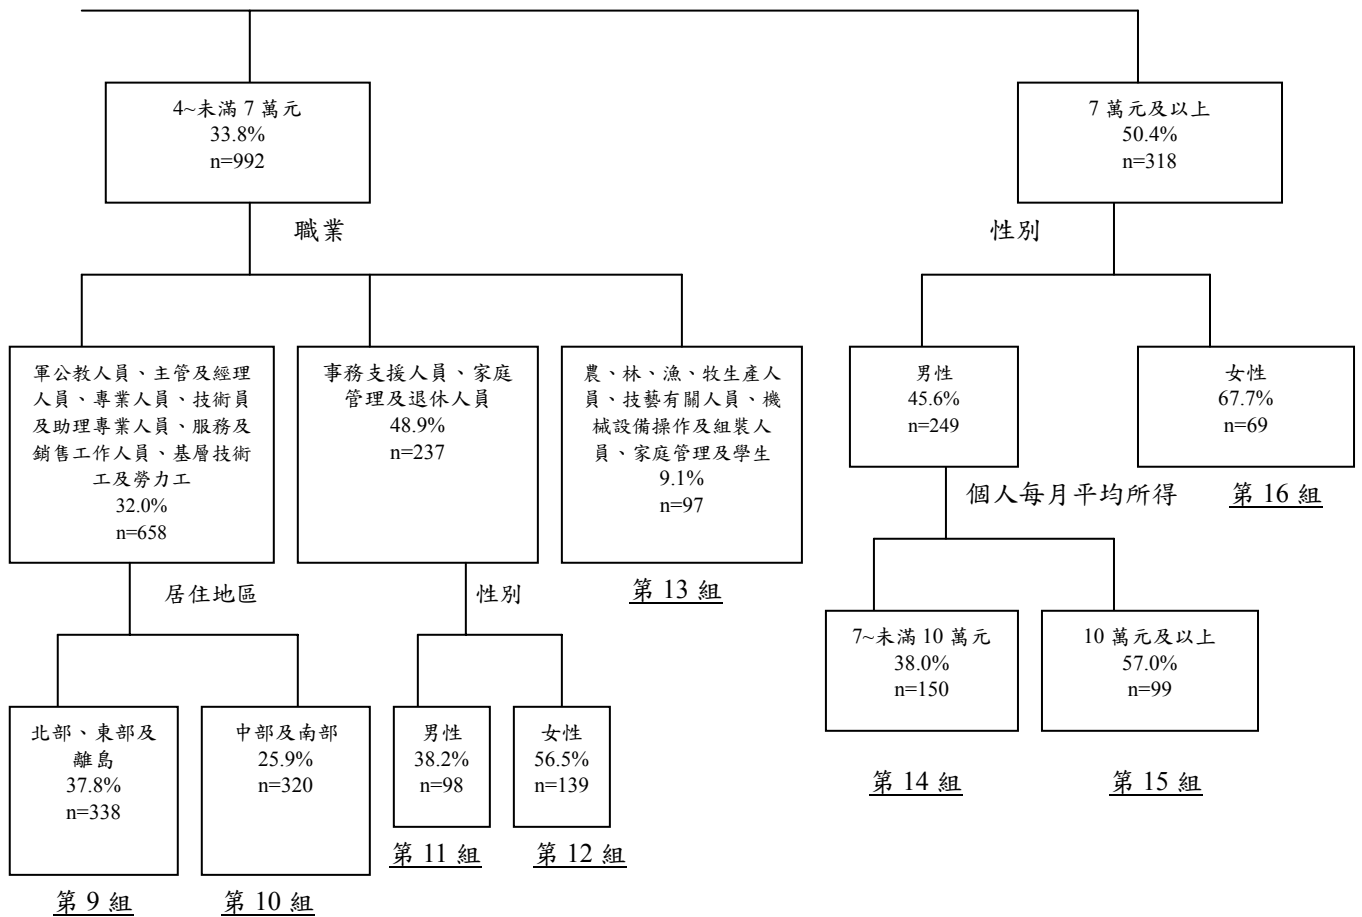 4~未滿 7 萬元
33.8%
n=992
7 萬元及以上
50.4%
n=318
職業
性別
軍公教人員、主管及經理
人員、專業人員、技術員
及助理專業人員、服務及
銷售工作人員、基層技術
工及勞力工
32.0%
n=658
事務支援人員、家庭
管理及退休人員
48.9%
n=237
農、林、漁、牧生產人
員、技藝有關人員、機
械設備操作及組裝人
員、家庭管理及學生
9.1%
n=97
男性
45.6%
n=249
女性
67.7%
n=69
第 13 組
個人每月平均所得
第 16 組
居住地區
性別
7~未滿 10 萬元
38.0%
n=150
10 萬元及以上
57.0%
n=99
北部、東部及
離島
37.8%
n=338
中部及南部
25.9%
n=320
男性
38.2%
n=98
女性
56.5%
n=139
第 14 組
第 15 組
第 11 組
第 12 組
第 9 組
第 10 組